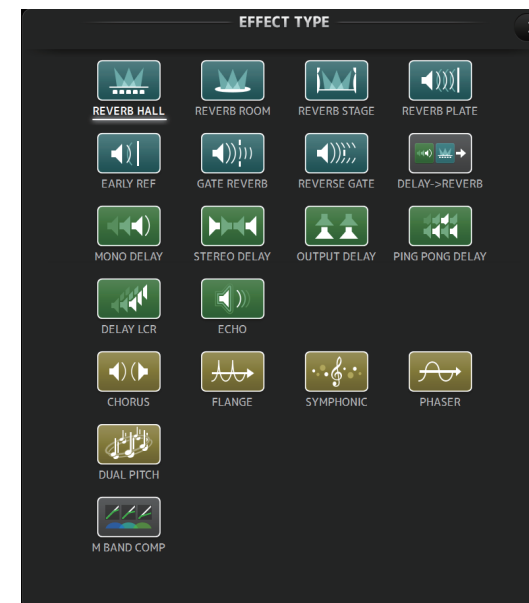 EFFECT TYPE
REVERB HALL REVERB ROOM REVERB STAGE REVERB PLATE
EARLY REF GATE REVERB REVERSE GATE DELAY->REVERB
MONO DELAY STEREO DELAY OUTPUT DELAY PING PONG DELAY
DELAY LCR ECHO
CHORUS FLANGE SYMPHONIC PHASER
DUAL PITCH
M BAND COMP